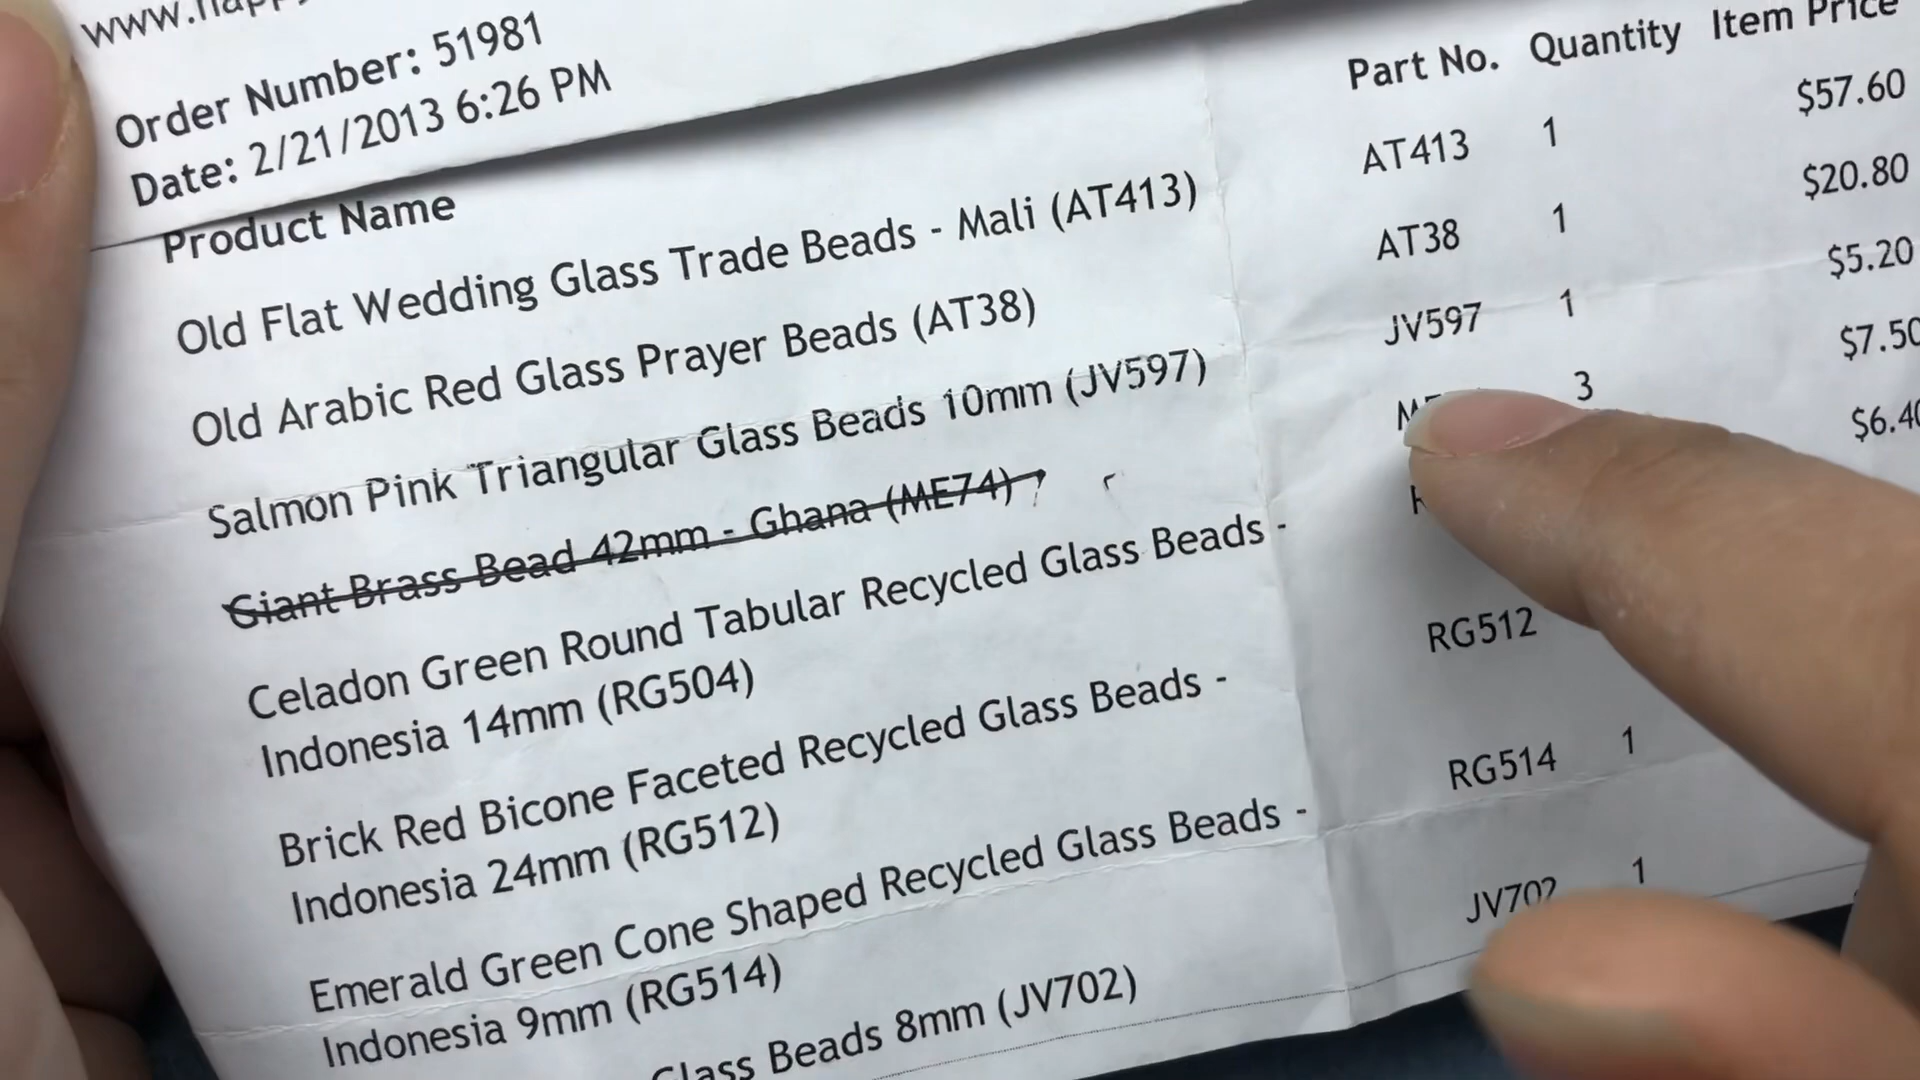 Order Number: 51981
Date: 2/21/2013 6:26 PM
Product Name Part No. Quantity Item Price
Old Flat Wedding Glass Trade Beads - Mali (AT413) AT413 1 $57.60
Old Arabic Red Glass Prayer Beads (AT38) AT38 1 $20.80
Salmon Pink Triangular Glass Beads 10mm (JV597) JV597 1 $5.20
Giant Brass Bead 42mm - Ghana (ME74) 3 $7.50
Celadon Green Round Tabular Recycled Glass Beads - $6.40
Indonesia 14mm (RG504)
Brick Red Bicone Faceted Recycled Glass Beads - RG512
Indonesia 24mm (RG512)
Emerald Green Cone Shaped Recycled Glass Beads - RG514 1
Indonesia 9mm (RG514)
Glass Beads 8mm (JV702) JV702 1